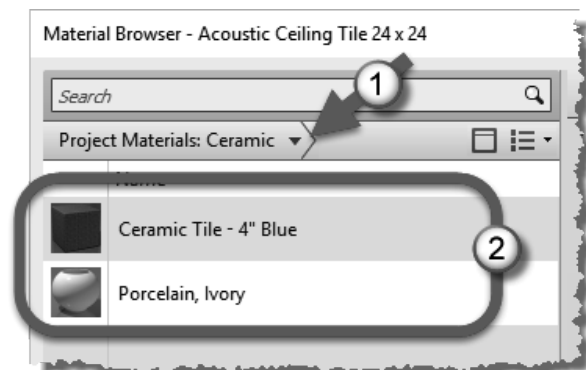 Material Browser - Acoustic Ceiling Tile 24 x 24
1
Search
Project Materials: Ceramic
Name
Ceramic Tile - 4" Blue
2
Porcelain, Ivory